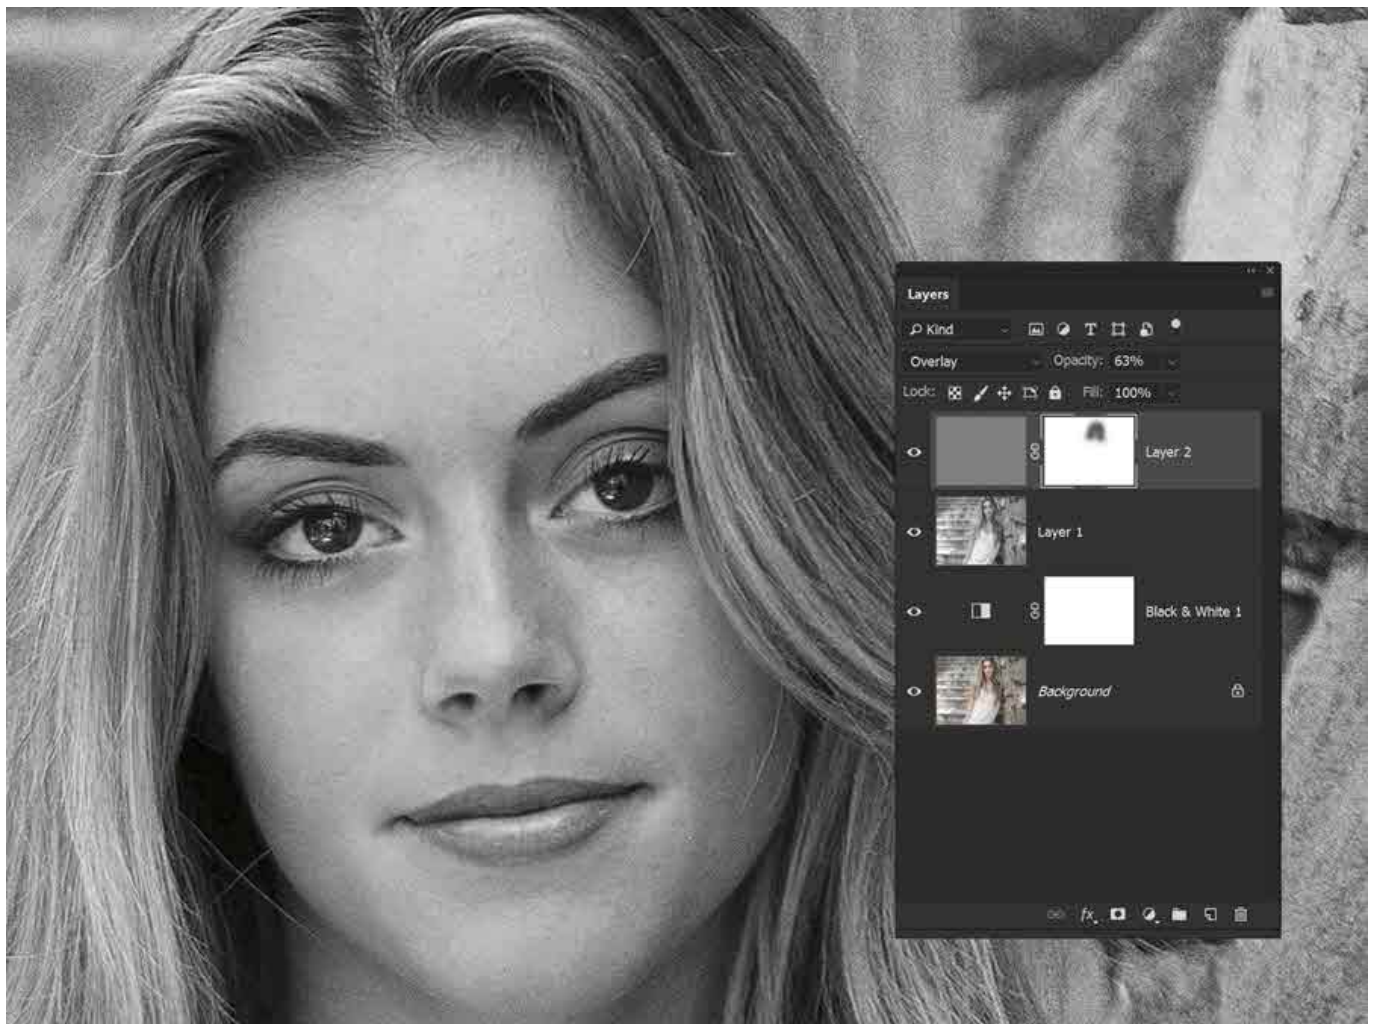 Layers
Kind
Overlay Opacity: 63%
Lock: Fill: 100%
Layer 2
Layer 1
Black & White 1
Background
fx